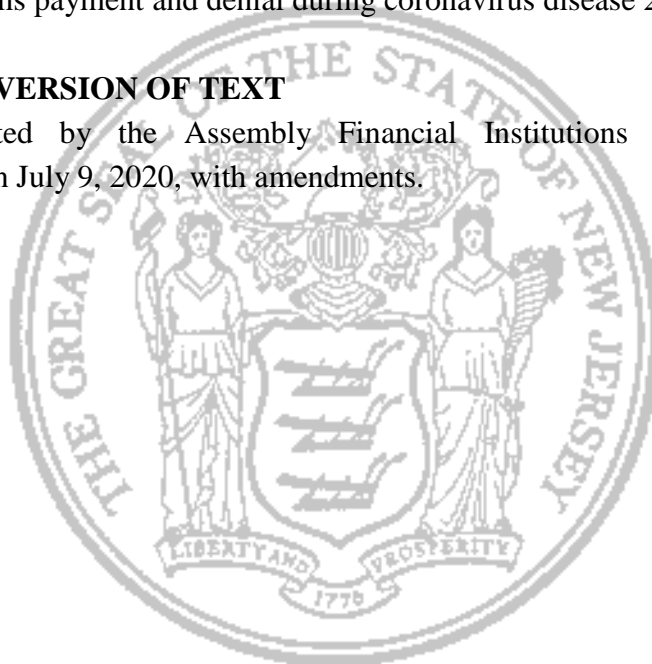 ns payment and denial during coronavirus disease 2
VERSION OF TEXT
ted by the Assembly Financial Institutions
n July 9, 2020, with amendments.
THE GREAT SEAL OF THE STATE OF NEW JERSEY
LIBERTY AND PROSPERITY
1776